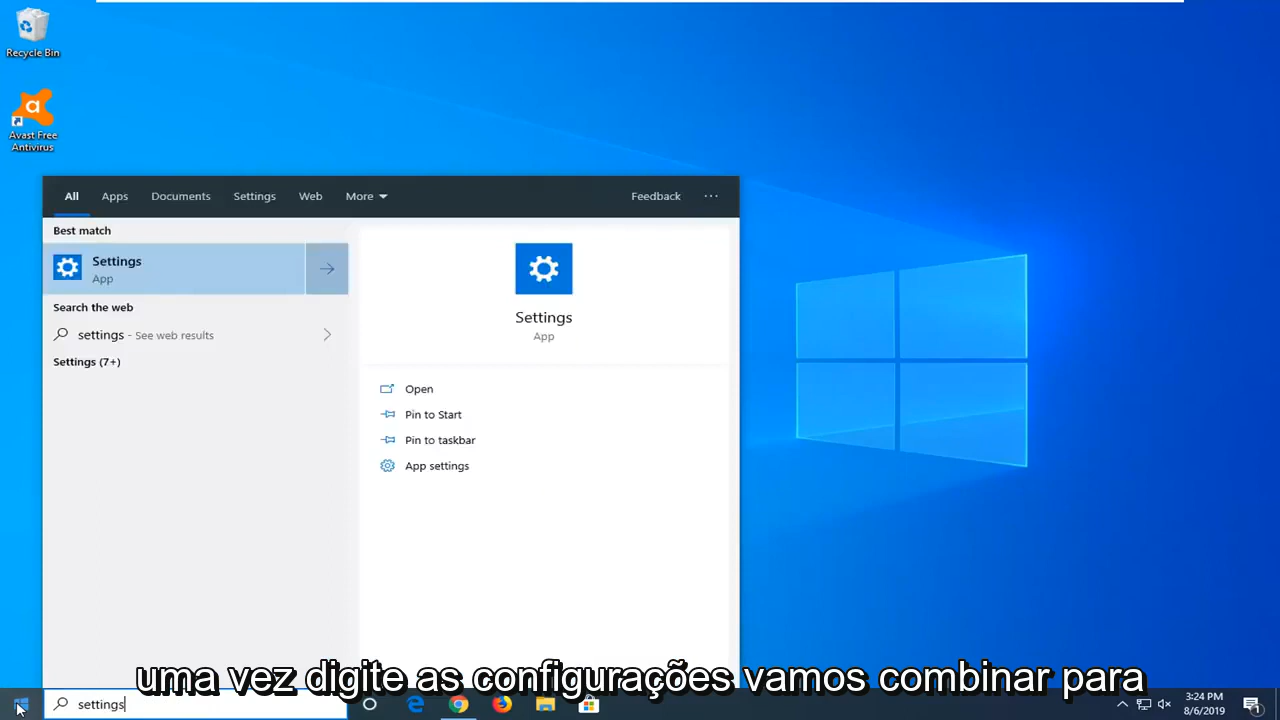 Recycle Bin
Avast Free
Antivirus
All Apps Documents Settings Web More Feedback ...
Best match
Settings
App
Search the web
settings - See web results
Settings (7+)
Settings
App
Open
Pin to Start
Pin to taskbar
App settings
uma vez digite as configurações vamos combinar para
settings
3:24 PM
8/6/2019
1